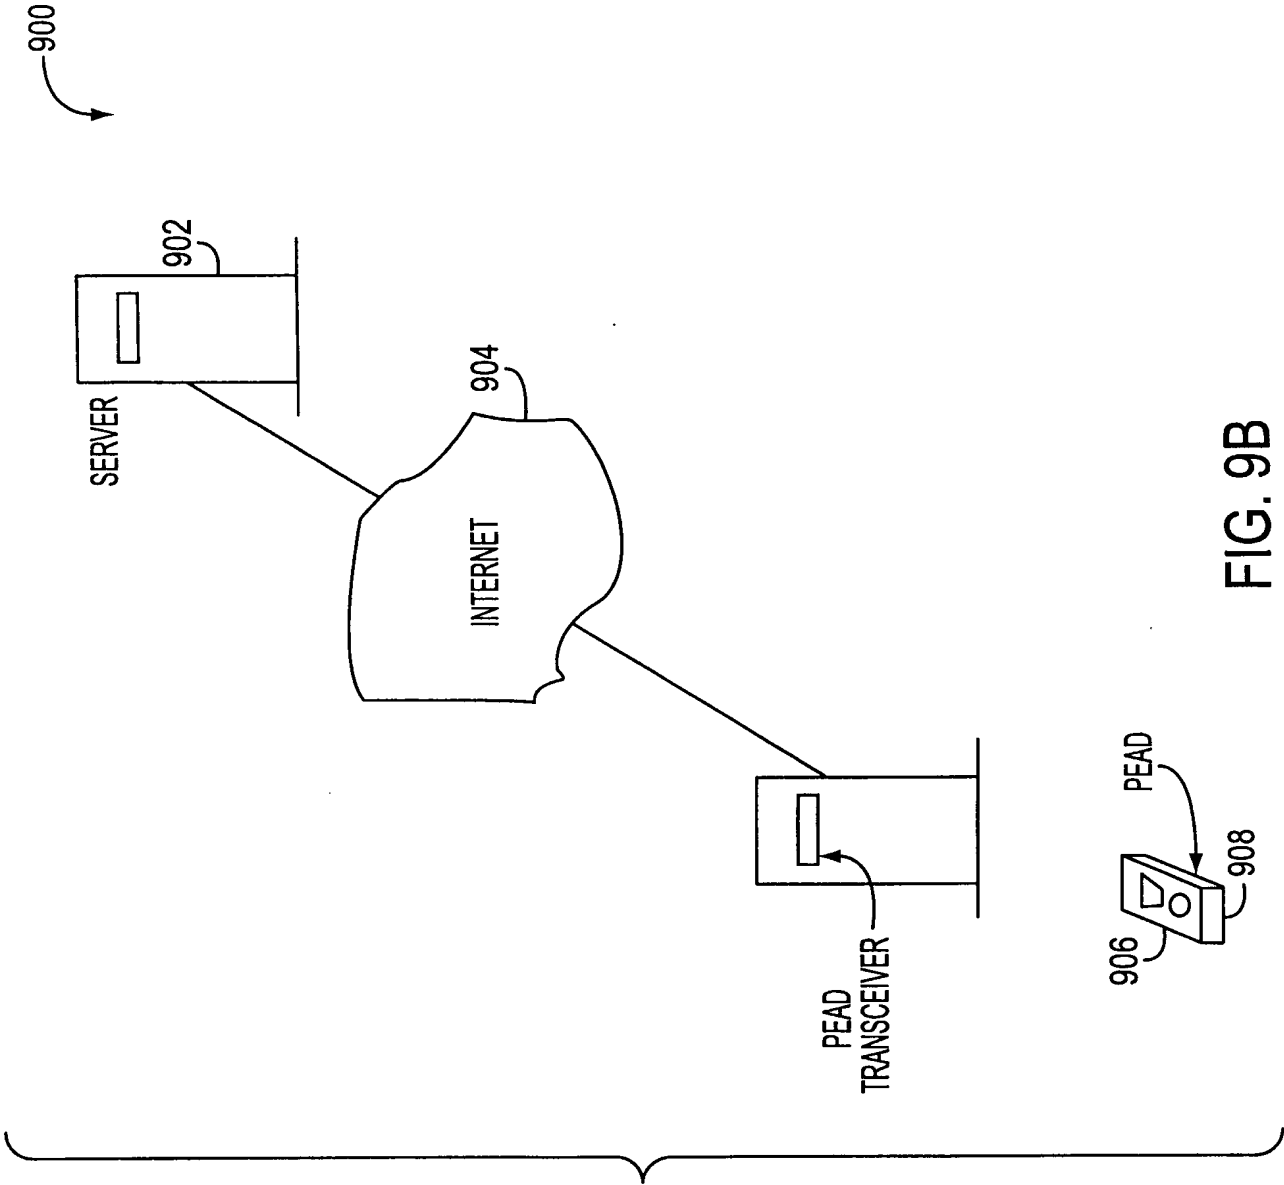 900
902
SERVER
904
INTERNET
PEAD
TRANSCEIVER
PEAD
906
908
FIG. 9B